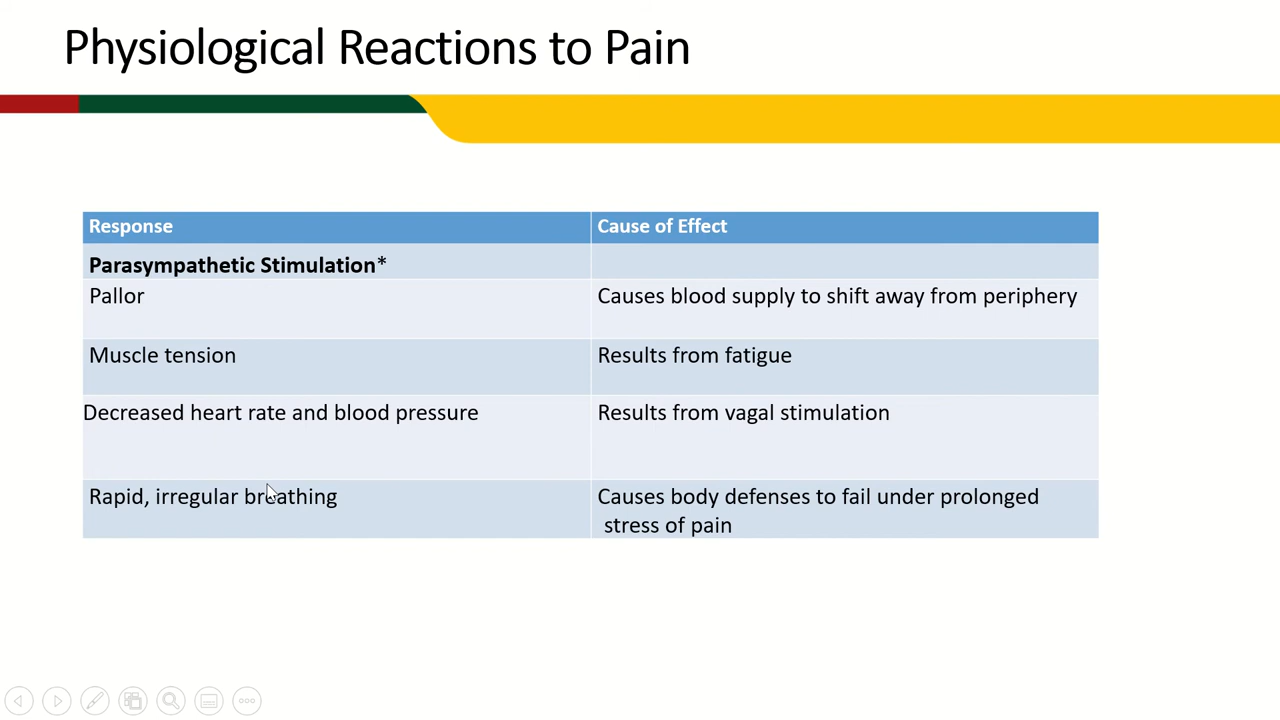 Physiological Reactions to Pain
Response
Cause of Effect
Parasympathetic Stimulation*
Pallor
Causes blood supply to shift away from periphery
Muscle tension
Results from fatigue
Decreased heart rate and blood pressure
Results from vagal stimulation
Rapid, irregular breathing
Causes body defenses to fail under prolonged
stress of pain